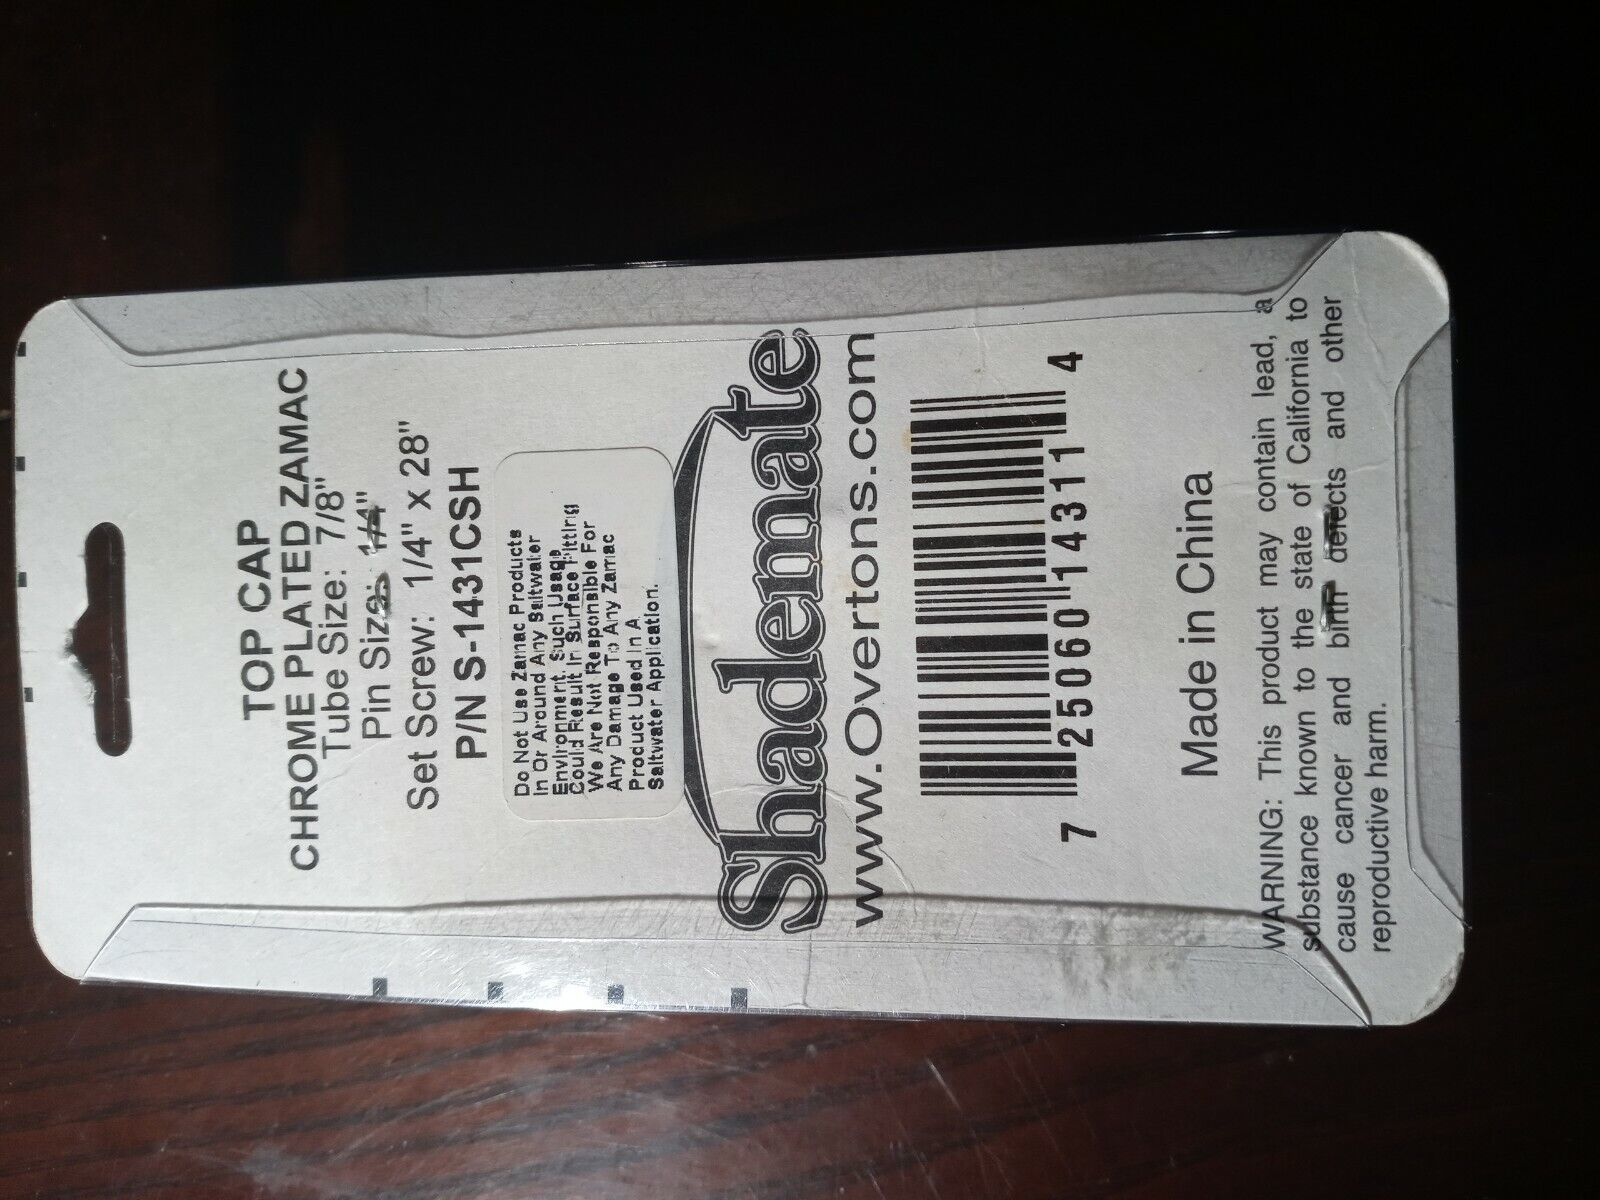 TOP CAP
CHROME PLATED ZAMAC
Tube Size: 7/8"
Pin Size: 1/4"
Set Screw: 1/4" x 28"
P/N S-1431CSH
Do Not Use Zamac Products
In Or Around Any Saltwater
Environment. Such Usage
Could Result In Surface Pitting
We Are Not Responsible For
Any Damage To Any Zamac
Product Used In A
Saltwater Application.
Shademate
www.Overtons.com
7 25060 14311 4
Made in China
WARNING: This product may contain lead, a
substance known to the state of California to
cause cancer and birth defects and other
reproductive harm.